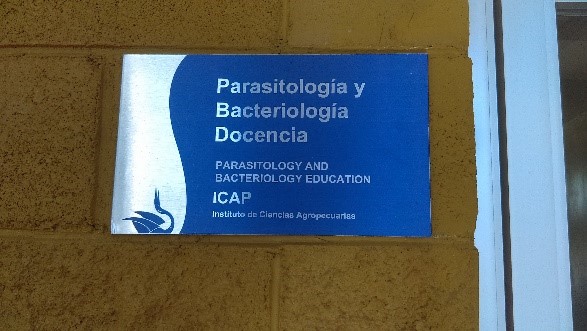 Parasitología y
Bacteriología
Docencia
PARASITOLOGY AND
BACTERIOLOGY EDUCATION
ICAP
Instituto de Ciencias Agropecuarias